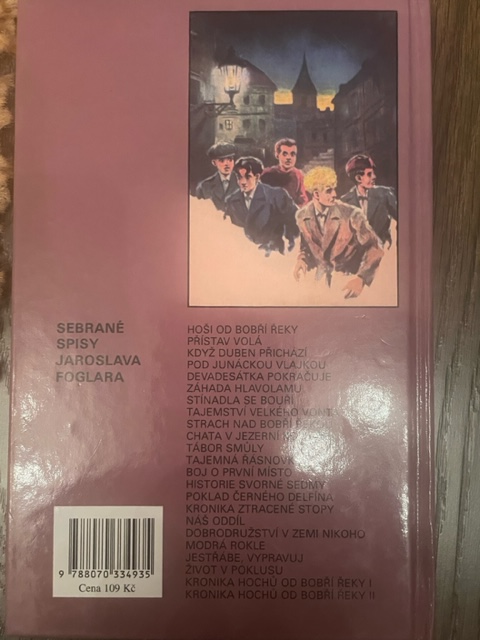 SEBRANÉ
SPISY
JAROSLAVA
FOGLARA
HOŠI OD BOBŘÍ ŘEKY
PŘÍSTAV VOLÁ
KDYŽ DUBEN PŘICHÁZÍ
POD JUNÁCKOU VLAJKOU
DEVADESÁTKA POKRAČUJE
ZÁHADA HLAVOLAMU
STÍNADLA SE BOUŘÍ
TAJEMSTVÍ VELKÉHO VONTA
STRACH NAD BOBŘÍ ŘEKOU
CHATA V JEZERNÍ
TÁBOR SMŮLY
TAJEMNÁ ŘÁSNOVKA
BOJ O PRVNÍ MÍSTO
HISTORIE SVORNÉ SEDMY
POKLAD ČERNÉHO DELFÍNA
KRONIKA ZTRACENÉ STOPY
NÁŠ ODDÍL
DOBRODRUŽSTVÍ V ZEMI NIKOHO
MODRÁ ROKLE
JESTŘÁBE, VYPRAVUJ
ŽIVOT V POKLUSU
KRONIKA HOCHŮ OD BOBŘÍ ŘEKY I
KRONIKA HOCHŮ OD BOBŘÍ ŘEKY II
9 788070 334935
Cena 109 Kč